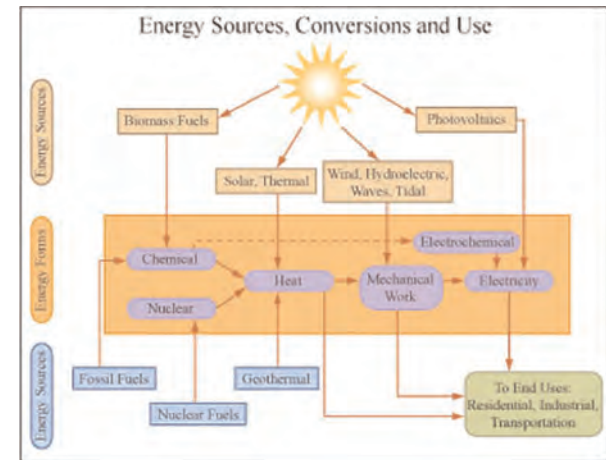 Energy Sources, Conversions and Use
Energy Sources
Biomass Fuels
Photovoltaics
Solar, Thermal
Wind, Hydroelectric,
Waves, Tidal
Energy Forms
Electrochemical
Chemical
Heat
Mechanical
Work
Electricity
Nuclear
Energy Sources
Fossil Fuels
Geothermal
Nuclear Fuels
To End Uses:
Residential, Industrial,
Transportation